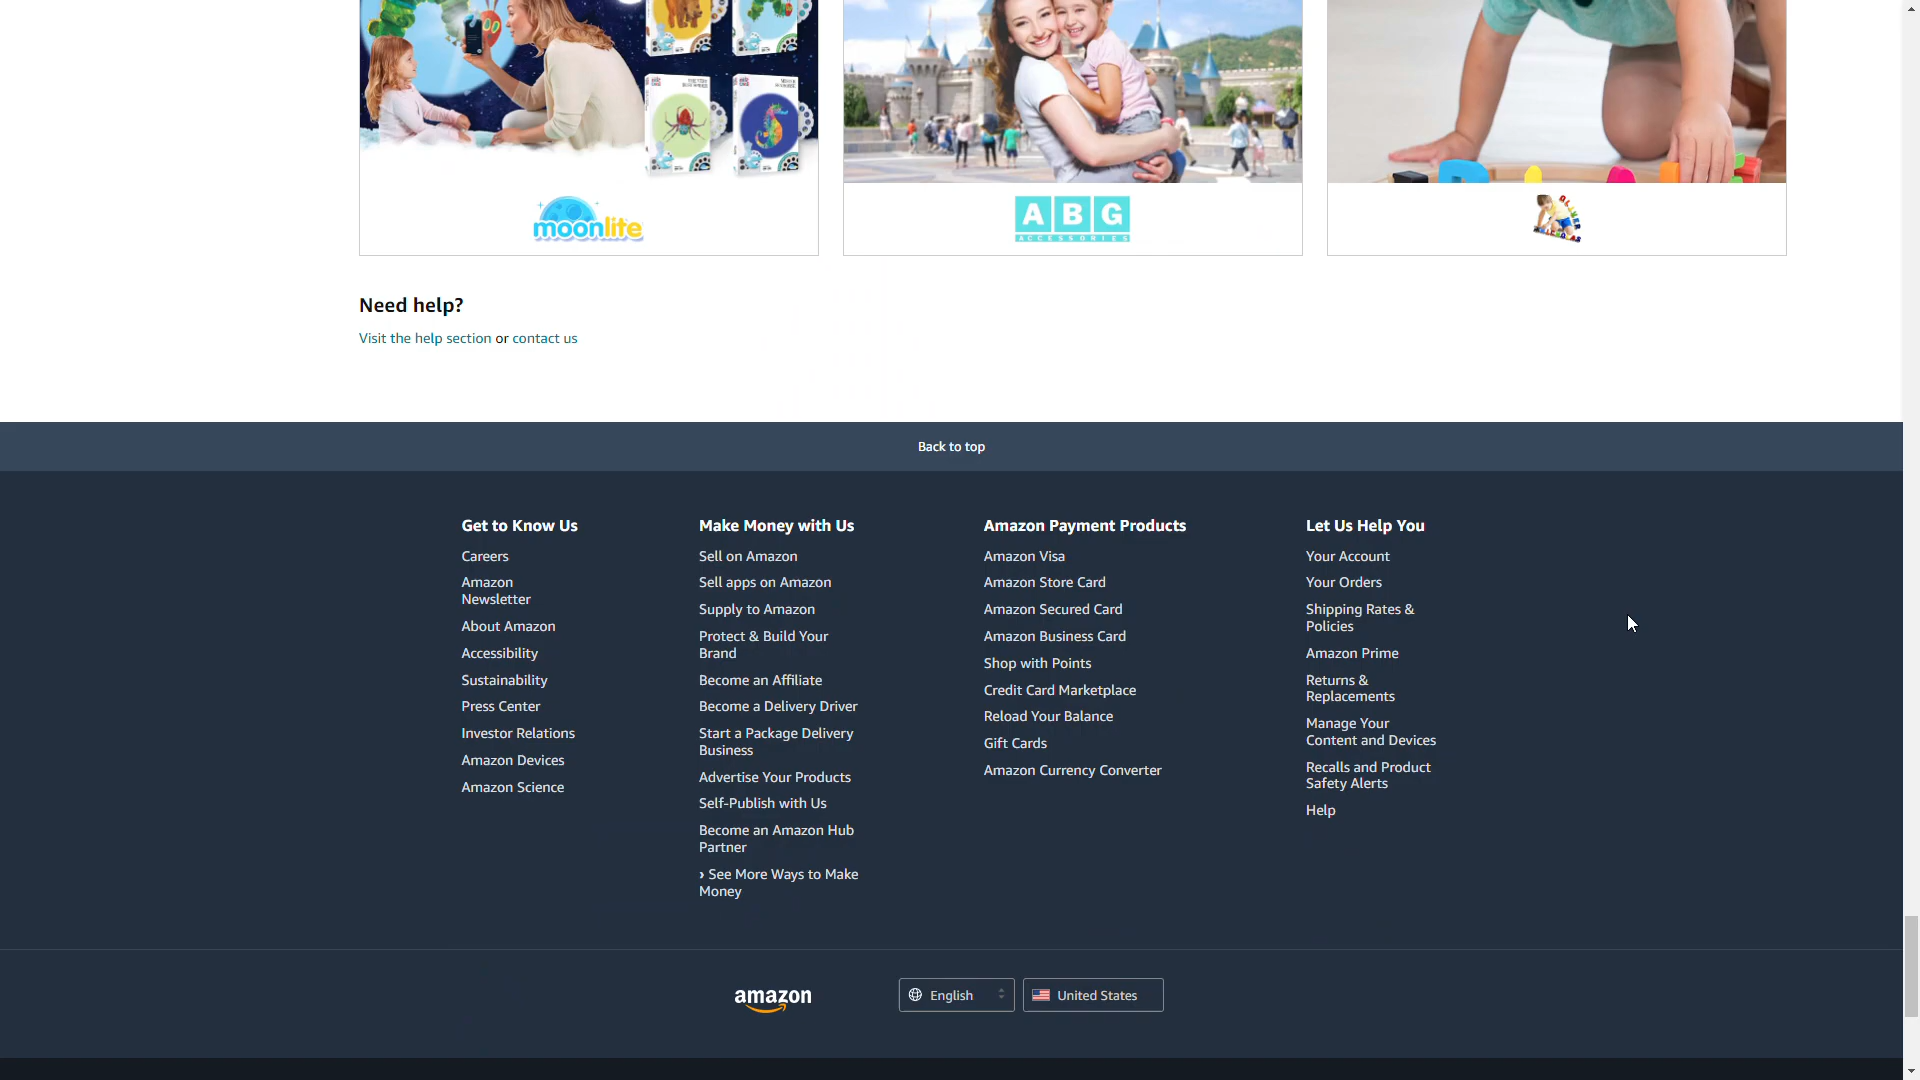 moonlite
A B G
ACCESSORIES
Need help?
Visit the help section or contact us
Back to top
Get to Know Us
Careers
Amazon
Newsletter
About Amazon
Accessibility
Sustainability
Press Center
Investor Relations
Amazon Devices
Amazon Science
Make Money with Us
Sell on Amazon
Sell apps on Amazon
Supply to Amazon
Protect & Build Your
Brand
Become an Affiliate
Become a Delivery Driver
Start a Package Delivery
Business
Advertise Your Products
Self-Publish with Us
Become an Amazon Hub
Partner
› See More Ways to Make
Money
Amazon Payment Products
Amazon Visa
Amazon Store Card
Amazon Secured Card
Amazon Business Card
Shop with Points
Credit Card Marketplace
Reload Your Balance
Gift Cards
Amazon Currency Converter
Let Us Help You
Your Account
Your Orders
Shipping Rates &
Policies
Amazon Prime
Returns &
Replacements
Manage Your
Content and Devices
Recalls and Product
Safety Alerts
Help
amazon
English
United States